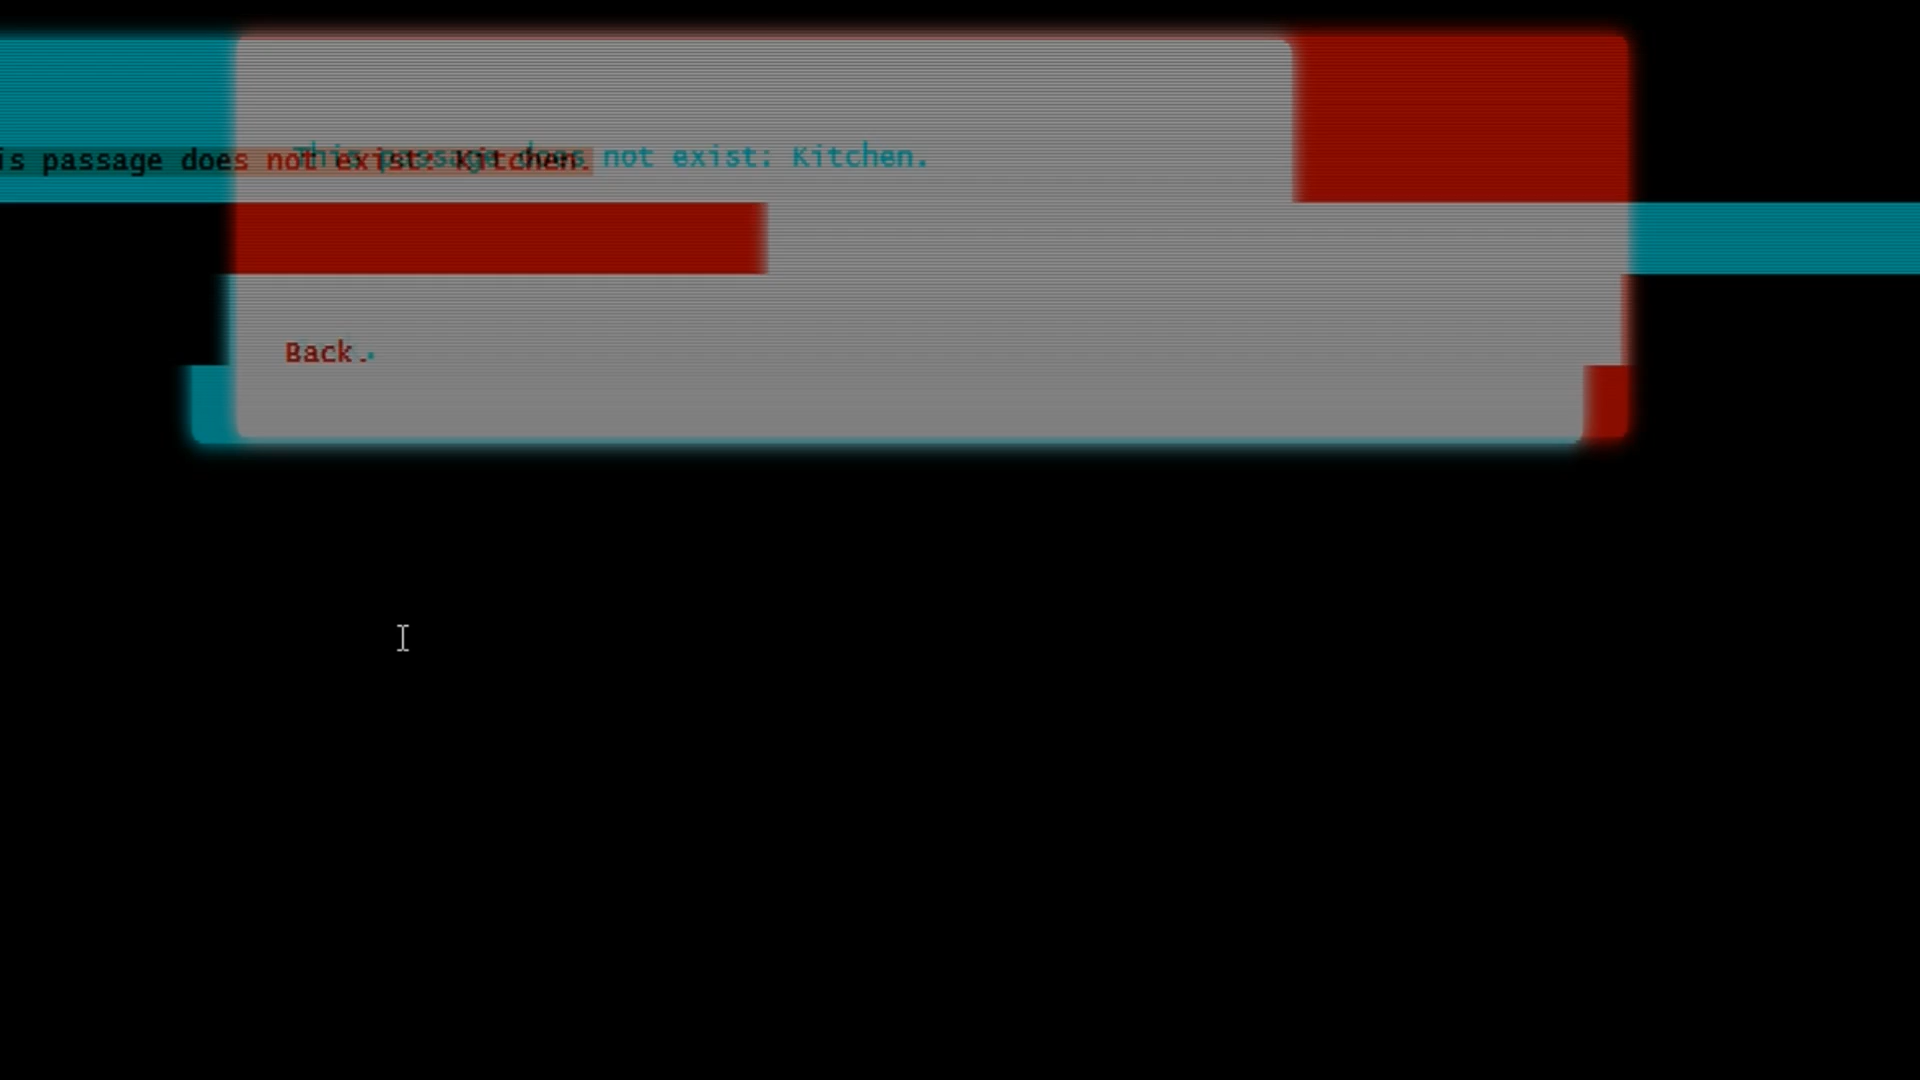 This passage does not exist: Kitchen.
is passage does not exist: Kitchen.
Back.